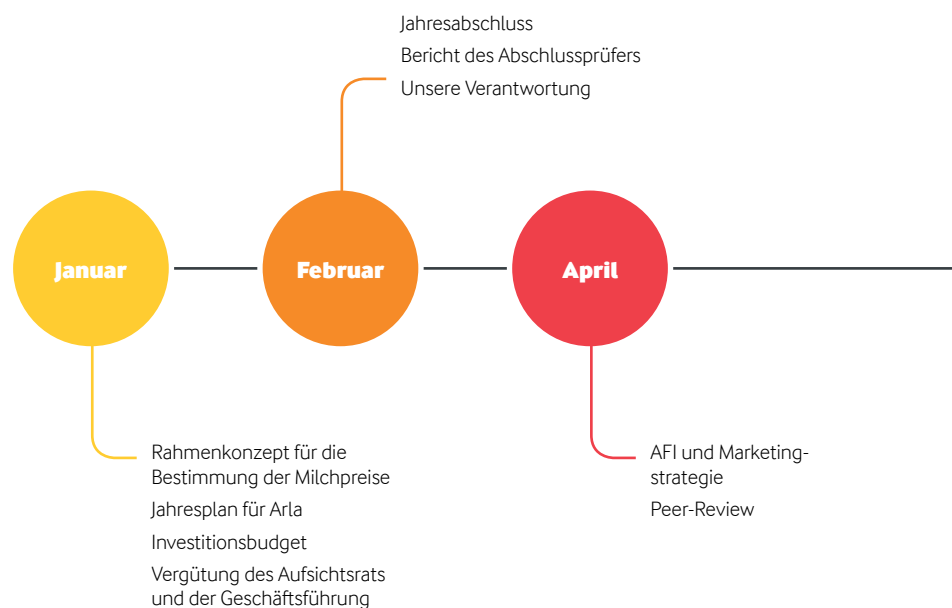 Jahresabschluss
Bericht des Abschlussprüfers
Unsere Verantwortung
Januar
Februar
April
Rahmenkonzept für die
Bestimmung der Milchpreise
Jahresplan für Arla
Investitionsbudget
Vergütung des Aufsichtsrats
und der Geschäftsführung
AFI und Marketing-
strategie
Peer-Review